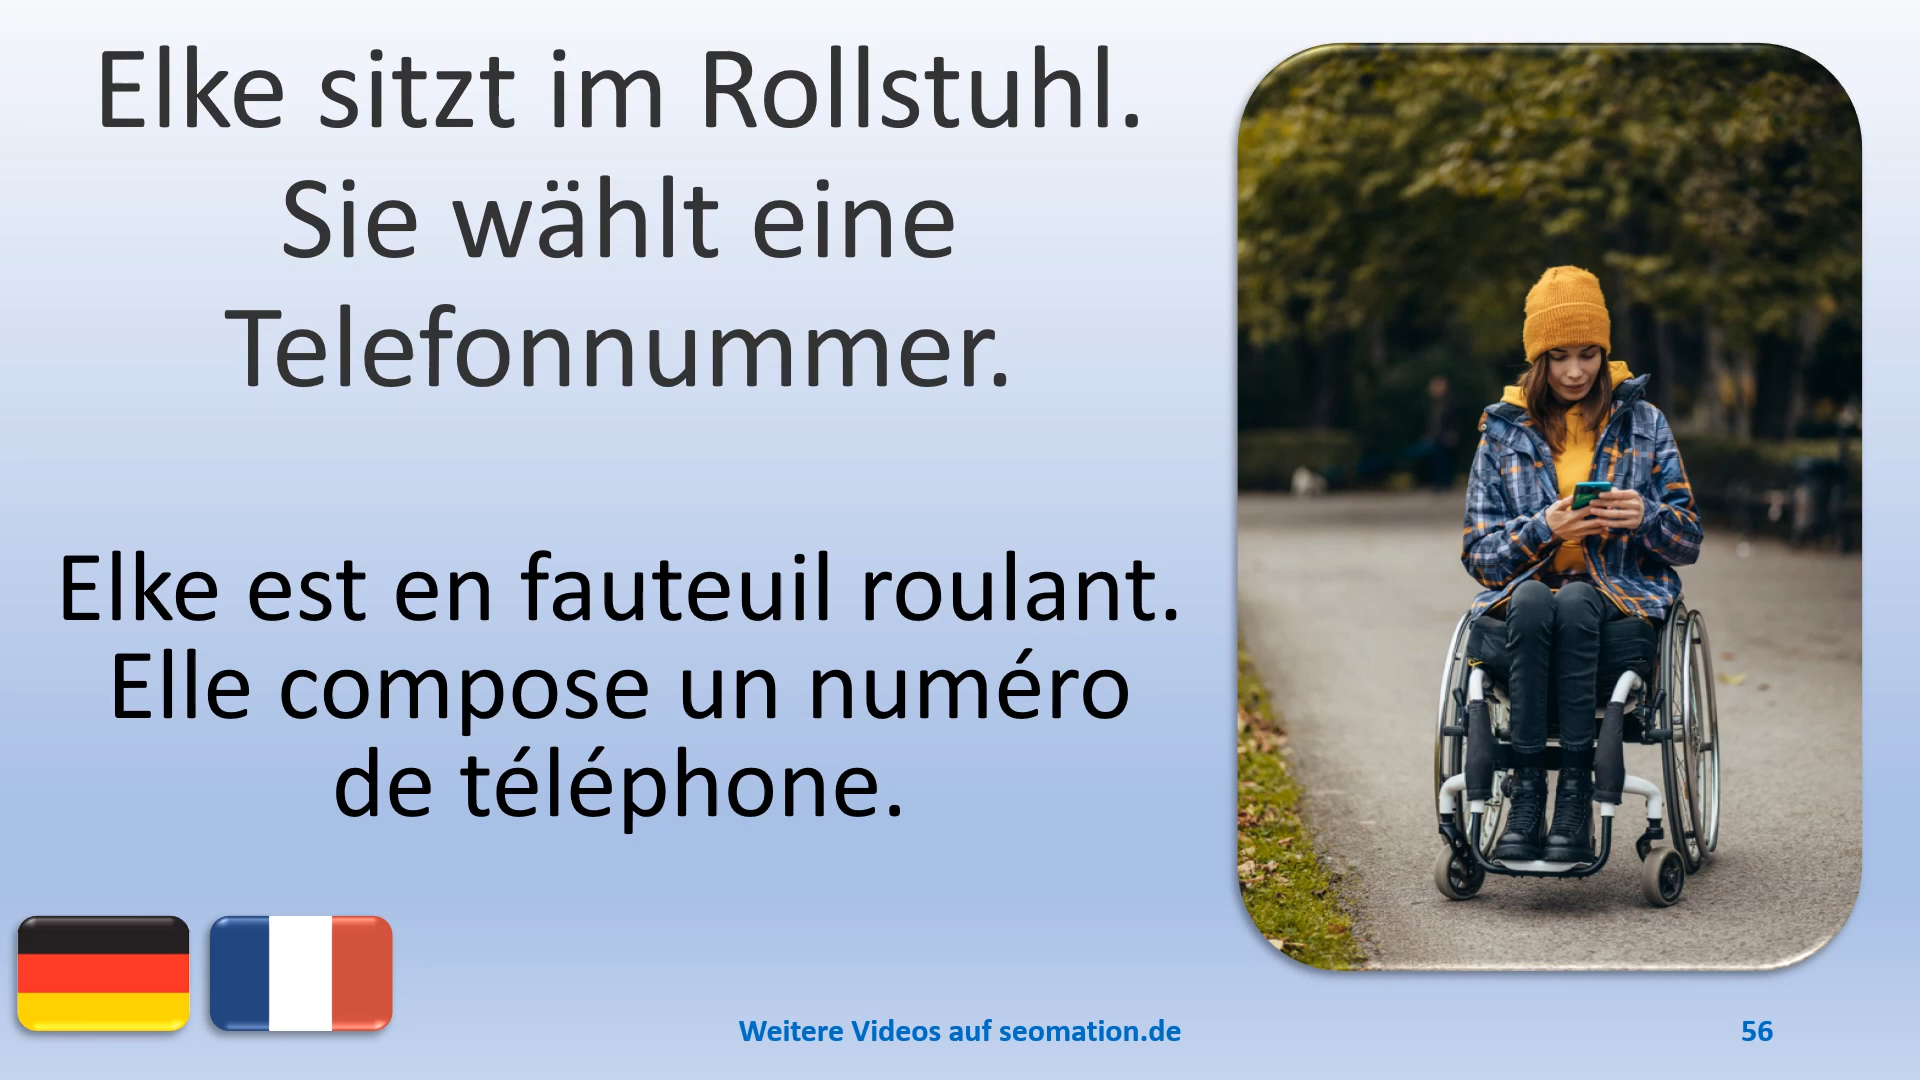 Elke sitzt im Rollstuhl.
Sie wählt eine
Telefonnummer.
Elke est en fauteuil roulant.
Elle compose un numéro
de téléphone.
Weitere Videos auf seomation.de
56